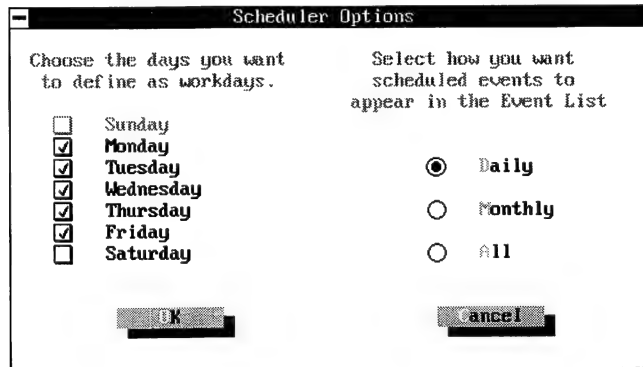 Scheduler Options
Choose the days you want
to define as workdays.
Sunday
Monday
Tuesday
Wednesday
Thursday
Friday
Saturday
Select how you want
scheduled events to
appear in the Event List
Daily
Monthly
All
OK
Cancel